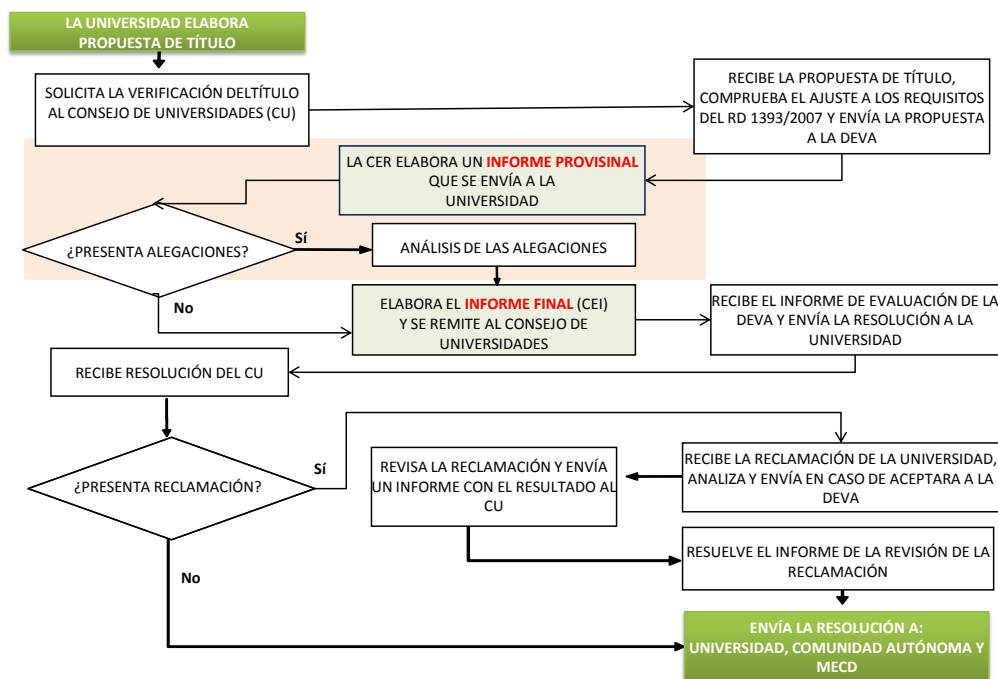 LA UNIVERSIDAD ELABORA
PROPUESTA DE TÍTULO
SOLICITA LA VERIFICACIÓN DELTÍTULO
AL CONSEJO DE UNIVERSIDADES (CU)
RECIBE LA PROPUESTA DE TÍTULO,
COMPRUEBA EL AJUSTE A LOS REQUISITOS
DEL RD 1393/2007 Y ENVÍA LA PROPUESTA
A LA DEVA
LA CER ELABORA UN INFORME PROVISINAL
QUE SE ENVÍA A LA
UNIVERSIDAD
¿PRESENTA ALEGACIONES?
Sí
ANÁLISIS DE LAS ALEGACIONES
No
ELABORA EL INFORME FINAL (CEI)
Y SE REMITE AL CONSEJO DE
UNIVERSIDADES
RECIBE EL INFORME DE EVALUACIÓN DE LA
DEVA Y ENVÍA LA RESOLUCIÓN A LA
UNIVERSIDAD
RECIBE RESOLUCIÓN DEL CU
¿PRESENTA RECLAMACIÓN?
Sí
REVISA LA RECLAMACIÓN Y ENVÍA
UN INFORME CON EL RESULTADO AL
CU
RECIBE LA RECLAMACIÓN DE LA UNIVERSIDAD,
ANALIZA Y ENVÍA EN CASO DE ACEPTARA A LA
DEVA
RESUELVE EL INFORME DE LA REVISIÓN DE LA
RECLAMACIÓN
No
ENVÍA LA RESOLUCIÓN A:
UNIVERSIDAD, COMUNIDAD AUTÓNOMA Y
MECD